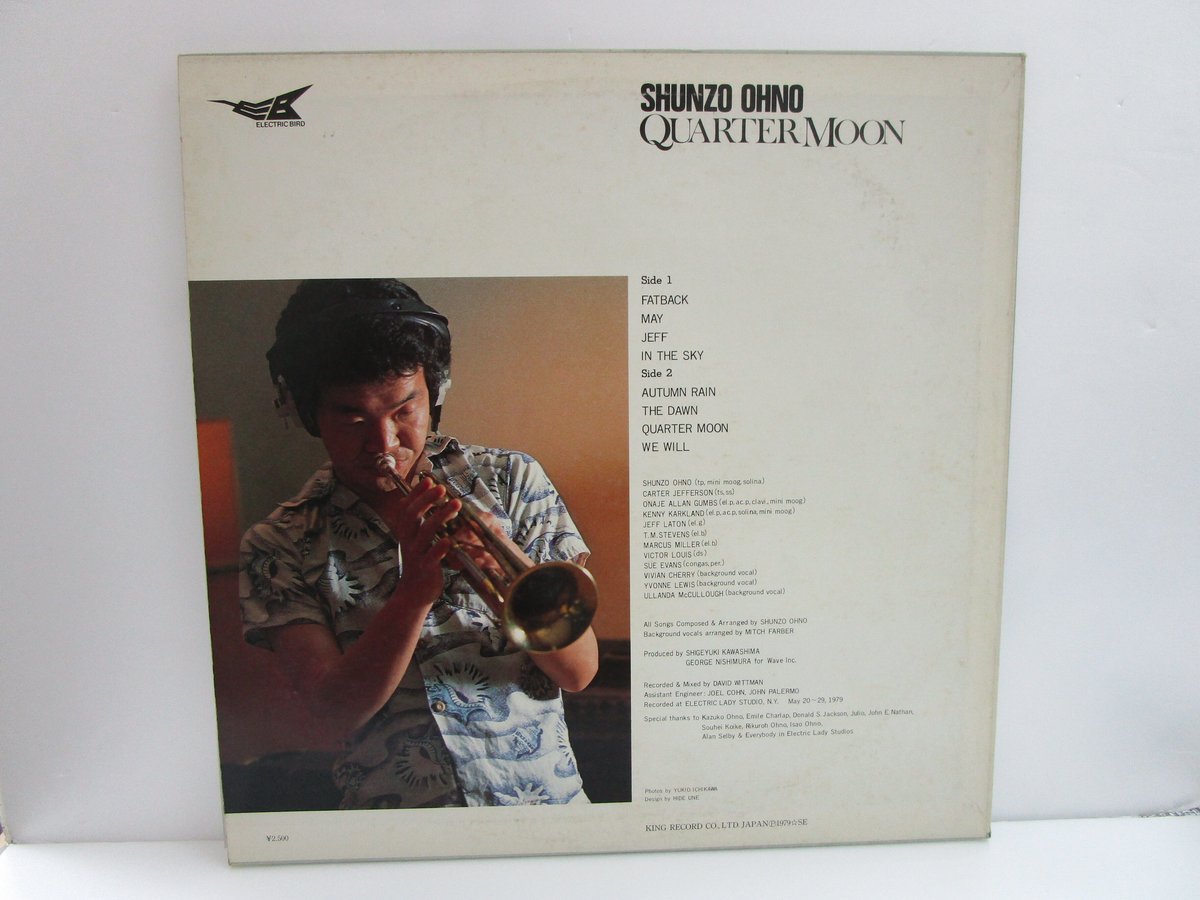 EB
ELECTRIC BIRD
SHUNZO OHNO
QUARTER MOON
Side 1
FATBACK
MAY
JEFF
IN THE SKY
Side 2
AUTUMN RAIN
THE DAWN
QUARTER MOON
WE WILL
SHUNZO OHNO (tp, mini moog, solina)
CARTER JEFFERSON (ts, ss)
ONAJE ALLAN GUMBS (el.p, ac.p, clavi., mini moog)
KENNY KARKLAND (el.p, ac.p, solina, mini moog)
JEFF LATON (el.g)
T.M. STEVENS (el.b)
MARCUS MILLER (el.b)
VICTOR LOUIS (ds)
SUE EVANS (congas, per.)
VIVIAN CHERRY (background vocal)
YVONNE LEWIS (background vocal)
ULLANDA McCULLOUGH (background vocal)
All Songs Composed & Arranged by SHUNZO OHNO
Background vocals arranged by MITCH FARBER
Produced by SHIGEYUKI KAWASHIMA
GEORGE NISHIMURA for Wave Inc.
Recorded & Mixed by DAVID WITTMAN
Assistant Engineer: JOEL COHN, JOHN PALERMO
Recorded at ELECTRIC LADY STUDIO, N.Y. May 20~29, 1979
Special thanks to Kazuko Ohno, Emile Charlap, Donald S. Jackson, Julio, John E. Nathan,
Souhei Koike, Rikuroh Ohno, Isao Ohno,
Alan Selby & Everybody in Electric Lady Studios
Photos by YUKIO ICHIKAWA
Design by HIDE ONE
¥2,500
KING RECORD CO., LTD. JAPAN Ⓟ1979☆SE